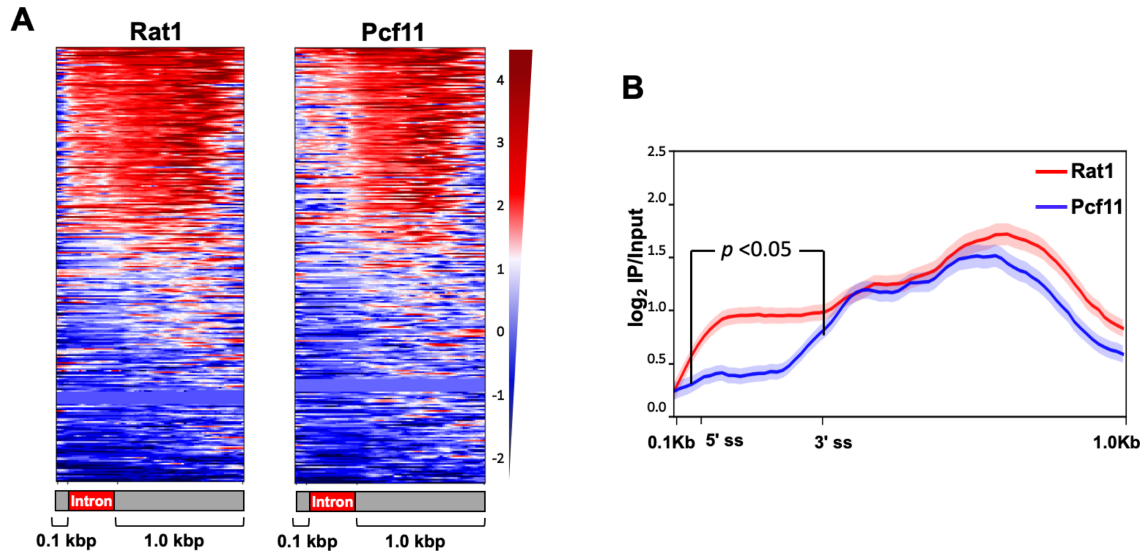 A
Rat1
Pcf11
4
3
2
1
0
-1
-2
Intron
Intron
0.1 kbp
1.0 kbp
0.1 kbp
1.0 kbp
B
log2 IP/Input
2.5
2.0
1.5
1.0
0.5
0.0
p <0.05
Rat1
Pcf11
0.1Kb
5' ss
3' ss
1.0Kb